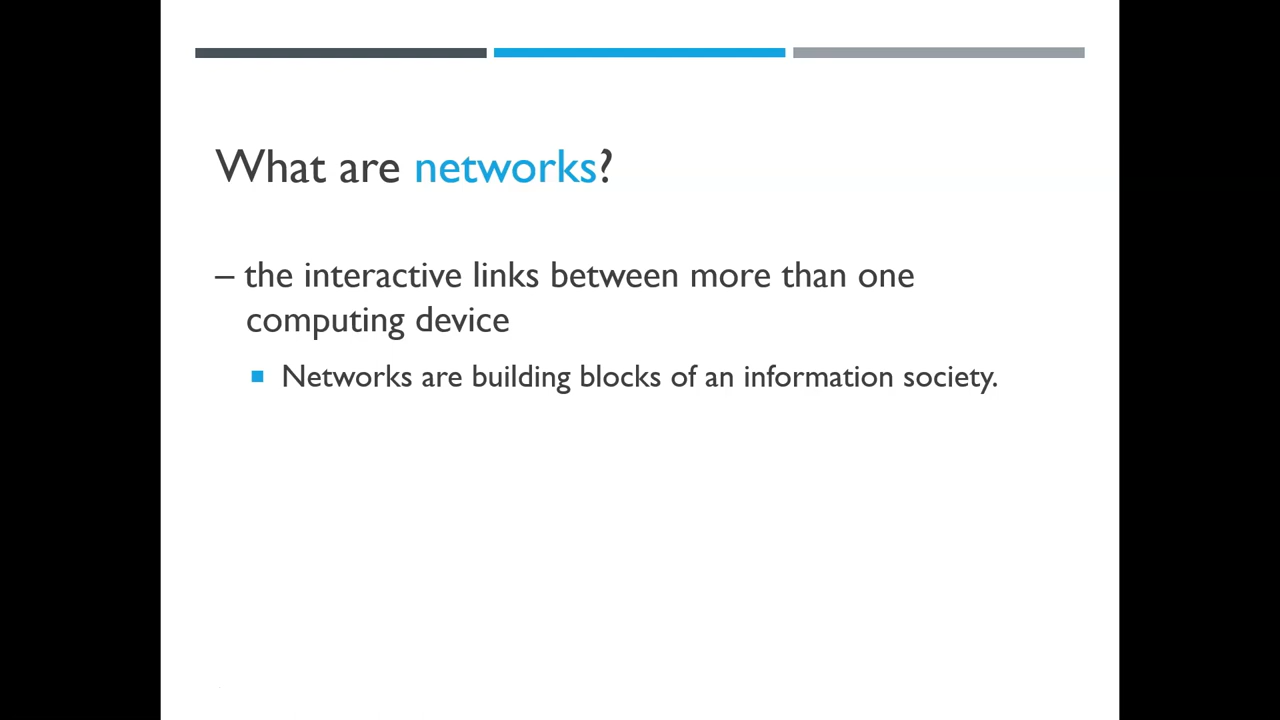 What are networks?
– the interactive links between more than one
computing device
■ Networks are building blocks of an information society.